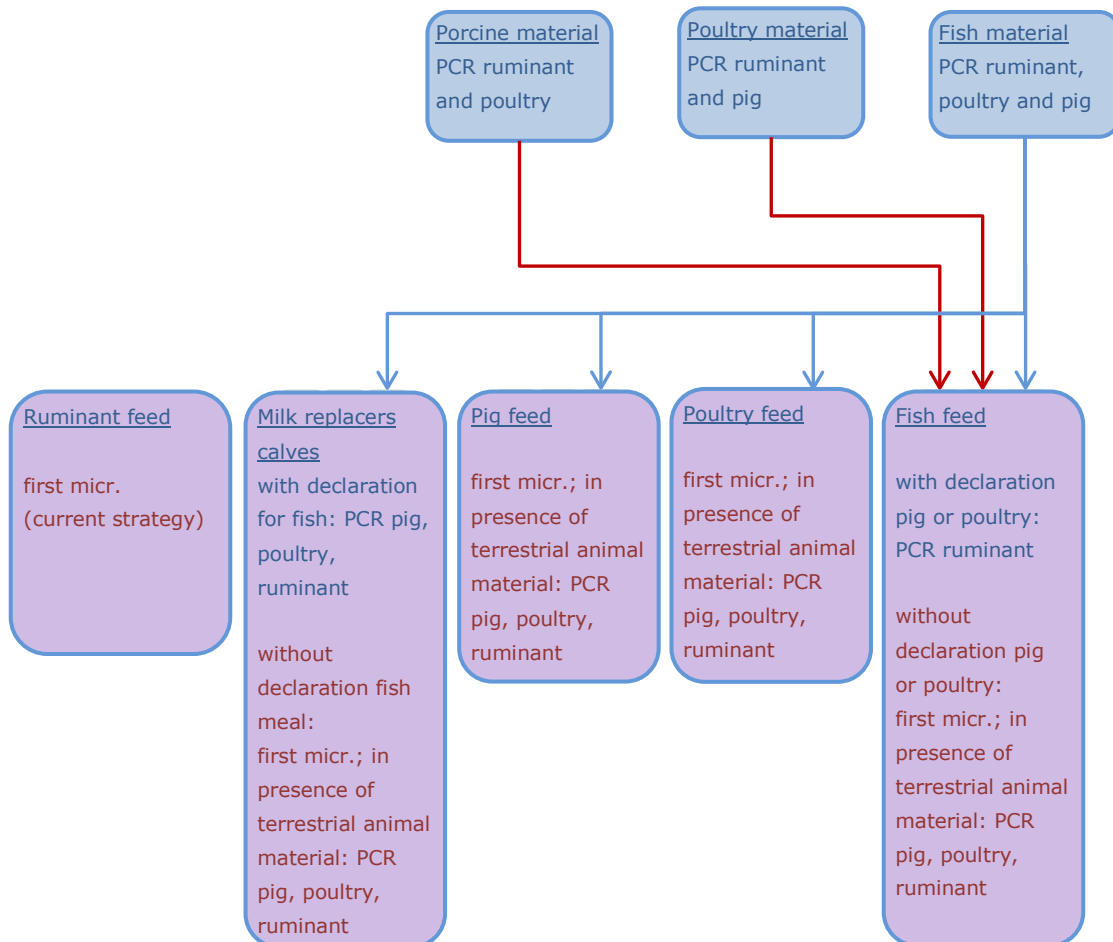 Porcine material
PCR ruminant
and poultry
Poultry material
PCR ruminant
and pig
Fish material
PCR ruminant,
poultry and pig
Ruminant feed
first micr.
(current strategy)
Milk replacers
calves
with declaration
for fish: PCR pig,
poultry,
ruminant
without
declaration fish
meal:
first micr.; in
presence of
terrestrial animal
material: PCR
pig, poultry,
ruminant
Pig feed
first micr.; in
presence of
terrestrial animal
material: PCR
pig, poultry,
ruminant
Poultry feed
first micr.; in
presence of
terrestrial animal
material: PCR
pig, poultry,
ruminant
Fish feed
with declaration
pig or poultry:
PCR ruminant
without
declaration pig
or poultry:
first micr.; in
presence of
terrestrial animal
material: PCR
pig, poultry,
ruminant